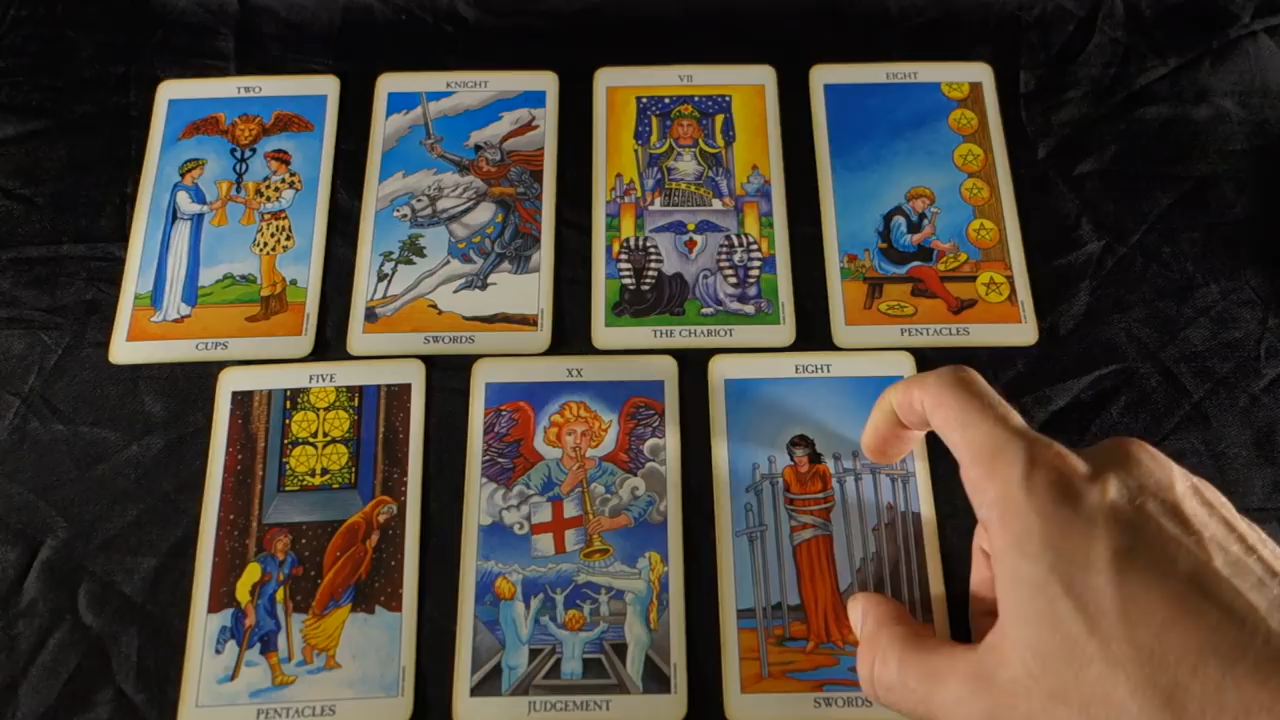 TWO
CUPS
KNIGHT
SWORDS
VII
THE CHARIOT
EIGHT
PENTACLES
FIVE
PENTACLES
XX
JUDGEMENT
EIGHT
SWORDS